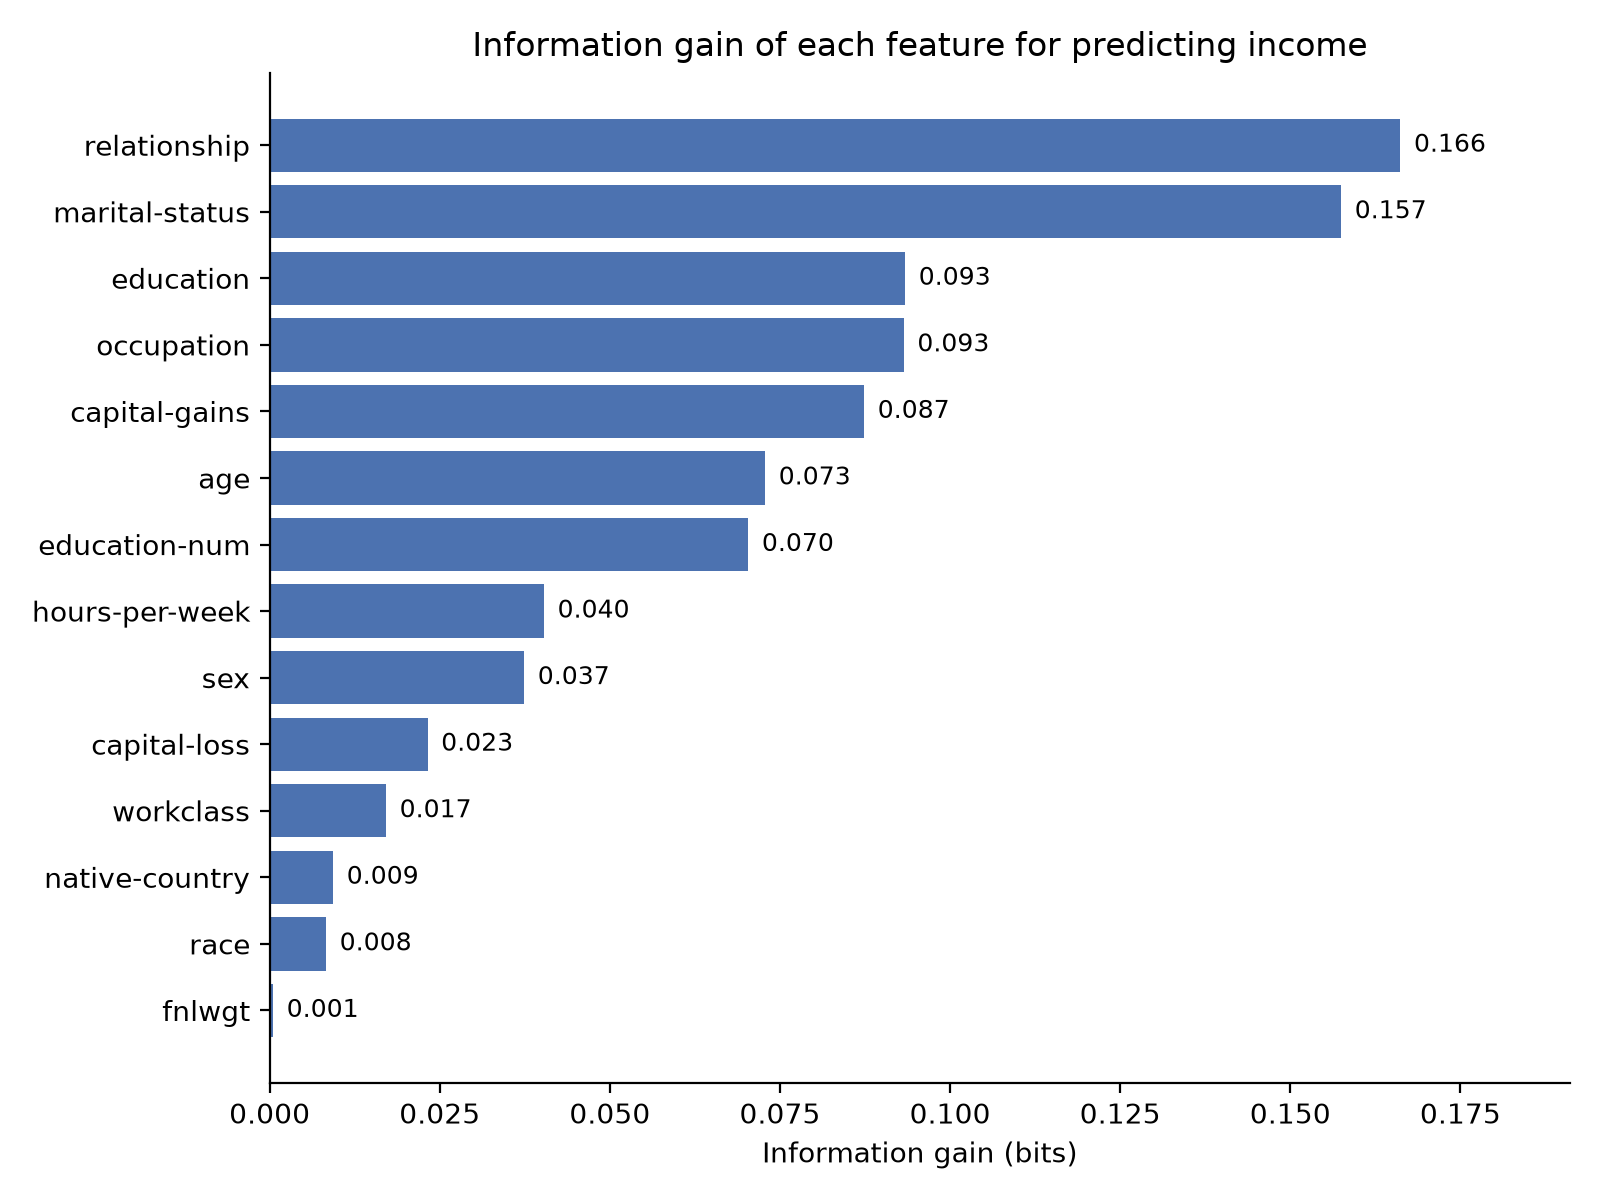 Information gain of each feature for predicting income
relationship 0.166
marital-status 0.157
education 0.093
occupation 0.093
capital-gains 0.087
age 0.073
education-num 0.070
hours-per-week 0.040
sex 0.037
capital-loss 0.023
workclass 0.017
native-country 0.009
race 0.008
fnlwgt 0.001
0.000 0.025 0.050 0.075 0.100 0.125 0.150 0.175
Information gain (bits)